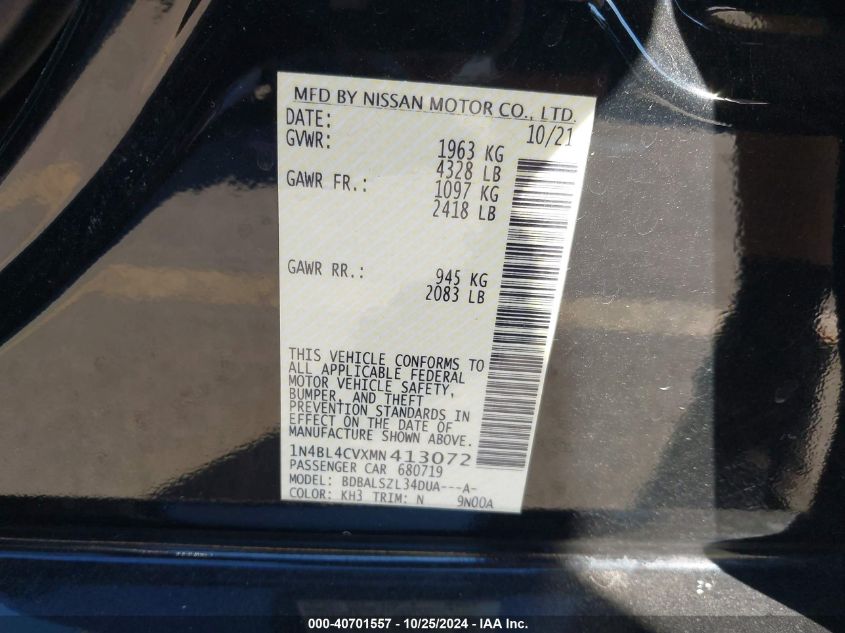 MFD BY NISSAN MOTOR CO., LTD.
DATE: 10/21
GVWR: 1963 KG
4328 LB
GAWR FR.: 1097 KG
2418 LB
GAWR RR.: 945 KG
2083 LB
THIS VEHICLE CONFORMS TO
ALL APPLICABLE FEDERAL
MOTOR VEHICLE SAFETY,
BUMPER, AND THEFT
PREVENTION STANDARDS IN
EFFECT ON THE DATE OF
MANUFACTURE SHOWN ABOVE.
1N4BL4CVXMN413072
PASSENGER CAR 680719
MODEL: BDBALSZL34DUA---A-
COLOR: KH3 TRIM: N 9N00A
000-40701557 - 10/25/2024 - IAA Inc.